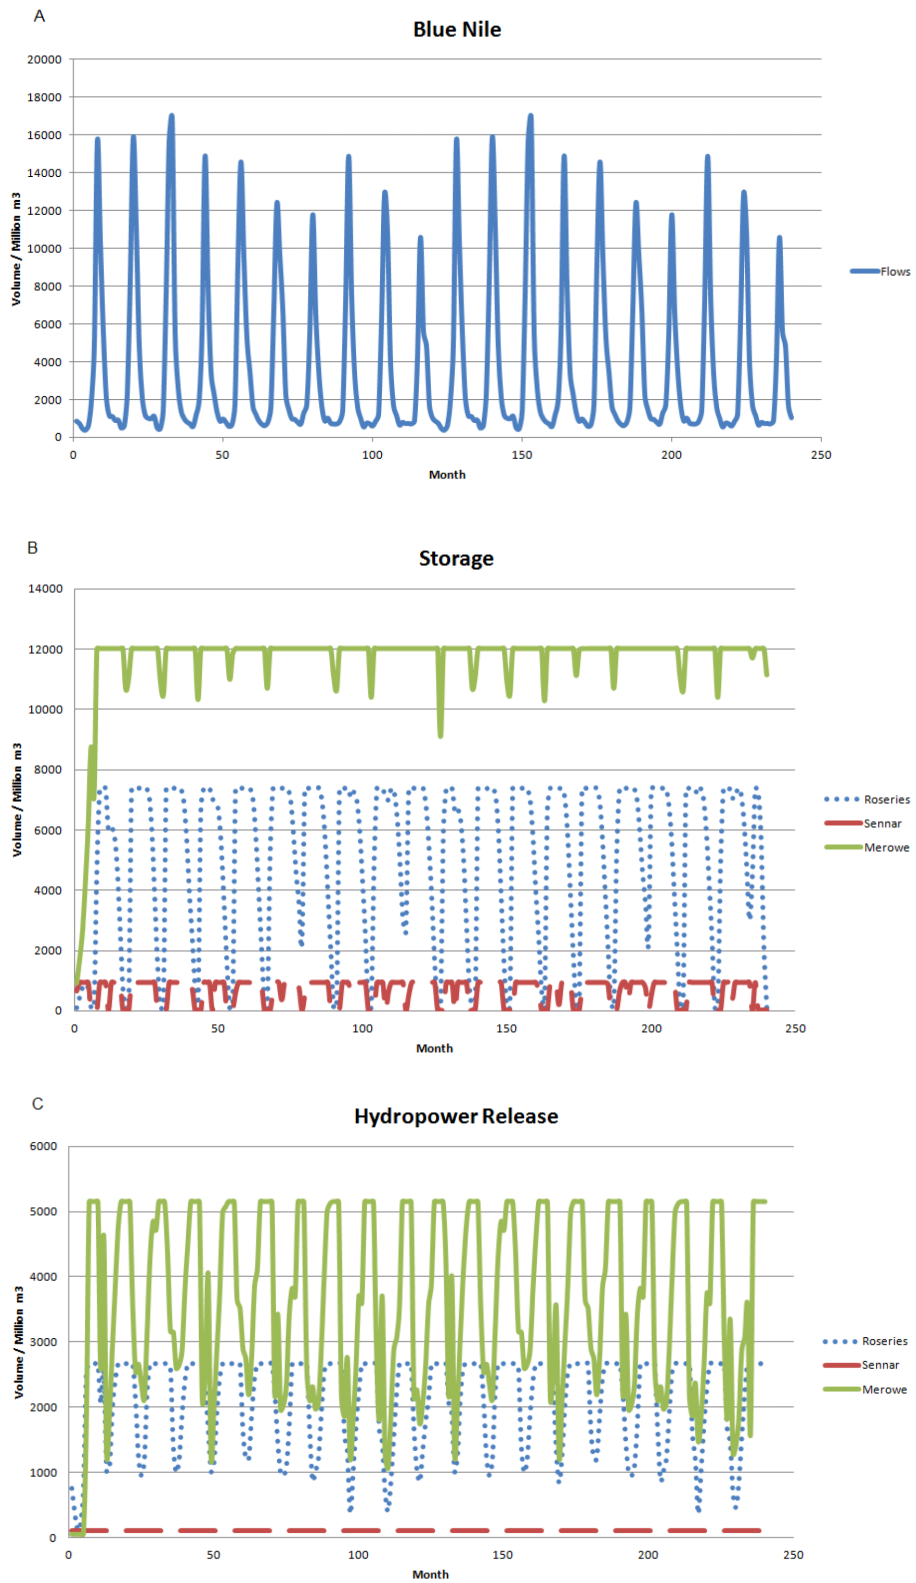 A
Blue Nile
20000
18000
16000
14000
12000
10000
8000
6000
4000
2000
0
Volume / Million m3
0 50 100 150 200 250
Month
Flows
B
Storage
14000
12000
10000
8000
6000
4000
2000
0
Volume / Million m3
0 50 100 150 200 250
Month
Roseries
Sennar
Merowe
C
Hydropower Release
6000
5000
4000
3000
2000
1000
0
Volume / Million m3
0 50 100 150 200 250
Month
Roseries
Sennar
Merowe